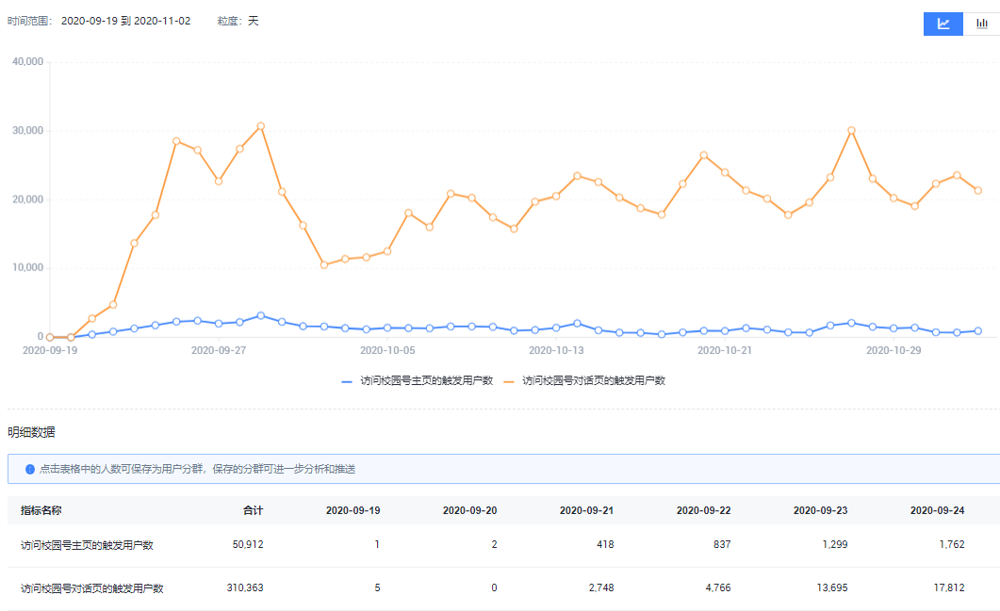 时间范围： 2020-09-19 到 2020-11-02 粒度：天
40,000
30,000
20,000
10,000
0
2020-09-19 2020-09-27 2020-10-05 2020-10-13 2020-10-21 2020-10-29
访问校园号主页的触发用户数 访问校园号对话页的触发用户数
明细数据
点击表格中的人数可保存为用户分群，保存的分群可进一步分析和推送
指标名称 合计 2020-09-19 2020-09-20 2020-09-21 2020-09-22 2020-09-23 2020-09-24
访问校园号主页的触发用户数 50,912 1 2 418 837 1,299 1,762
访问校园号对话页的触发用户数 310,363 5 0 2,748 4,766 13,695 17,812